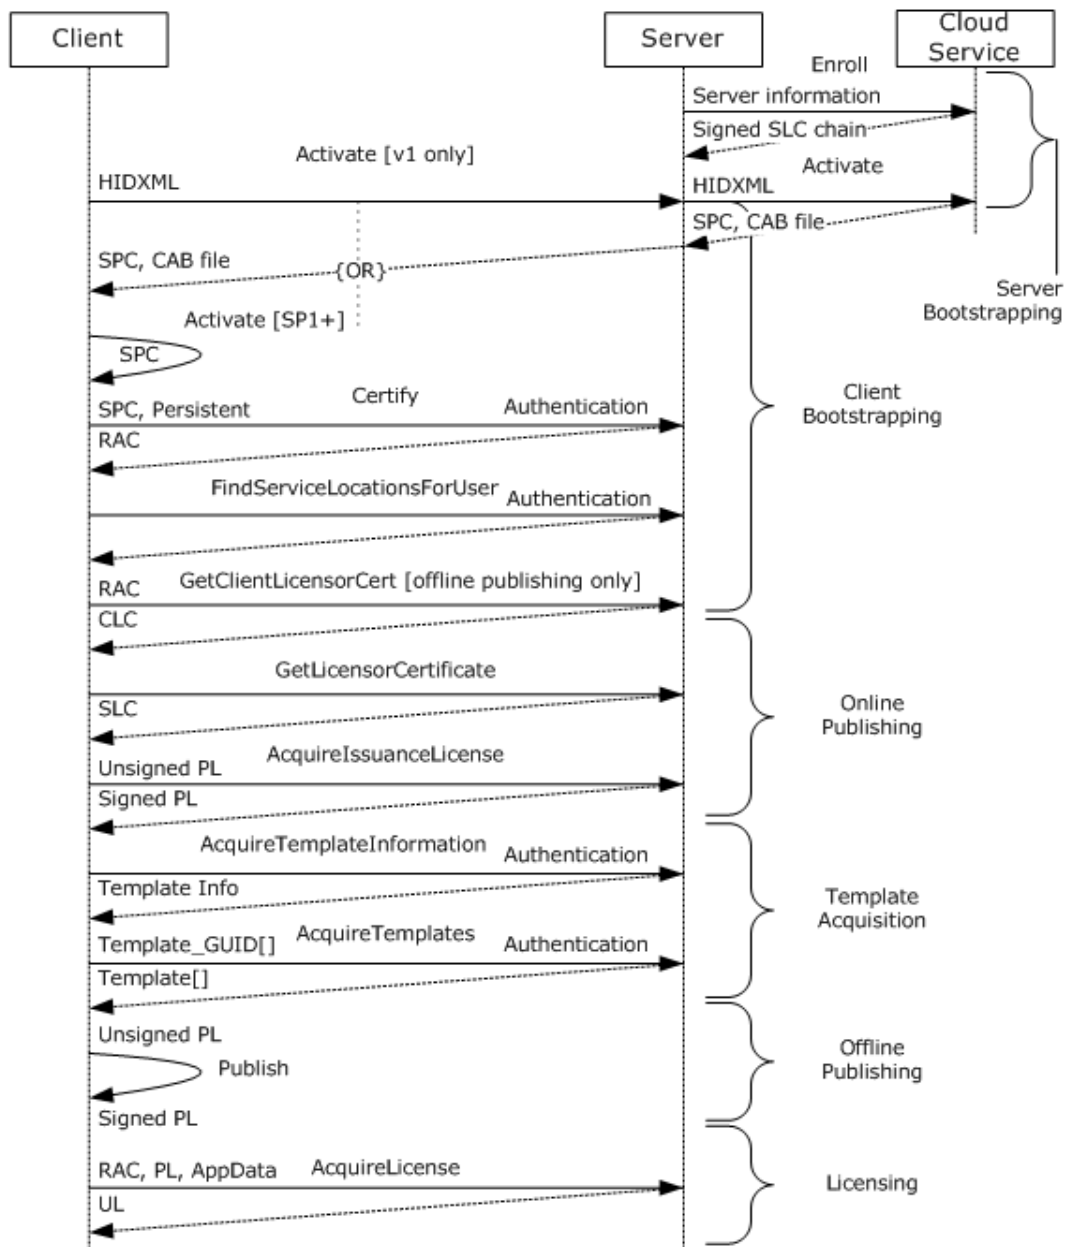 Client
Server
Cloud
Service
Enroll
Server information
Signed SLC chain
Activate [v1 only]
Activate
HIDXML
HIDXML
SPC, CAB file
SPC, CAB file
{OR}
Server
Bootstrapping
Activate [SP1+]
SPC
Certify
SPC, Persistent
Authentication
RAC
Client
Bootstrapping
FindServiceLocationsForUser
Authentication
GetClientLicensorCert [offline publishing only]
RAC
CLC
GetLicensorCertificate
SLC
Online
Publishing
AcquireIssuanceLicense
Unsigned PL
Signed PL
AcquireTemplateInformation
Authentication
Template Info
Template
Acquisition
AcquireTemplates
Template_GUID[]
Authentication
Template[]
Unsigned PL
Publish
Signed PL
Offline
Publishing
RAC, PL, AppData
AcquireLicense
UL
Licensing